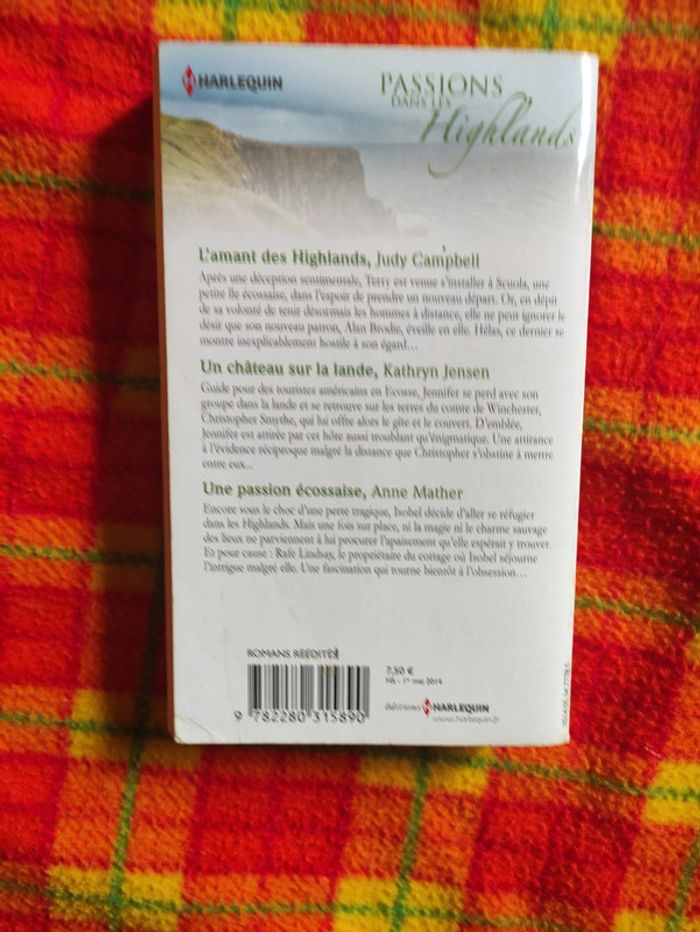 HARLEQUIN
PASSIONS
DANS LES
Highlands
L'amant des Highlands, Judy Campbell
Après une déception sentimentale, Terry est venue s'installer à Scuola, une
petite île écossaise, dans l'espoir de prendre un nouveau départ. Or, en dépit
de sa volonté de tenir désormais les hommes à distance, elle ne peut ignorer le
désir que son nouveau patron, Alan Brodie, éveille en elle. Hélas, ce dernier se
montre inexplicablement hostile à son égard…
Un château sur la lande, Kathryn Jensen
Guide pour des touristes américains en Ecosse, Jennifer se perd avec son
groupe dans la lande et se retrouve sur les terres du comte de Winchester,
Christopher Smythe, qui lui offre alors le gîte et le couvert. D'emblée,
Jennifer est attirée par cet hôte aussi troublant qu'énigmatique. Une attirance
à l'évidence réciproque malgré la distance que Christopher s'obstine à mettre
entre eux...
Une passion écossaise, Anne Mather
Encore sous le choc d'une perte tragique, Isobel décide d'aller se réfugier
dans les Highlands. Mais une fois sur place, ni la magie ni le charme sauvage
des lieux ne parviennent à lui procurer l'apaisement qu'elle espérait y trouver.
Et pour cause : Rafe Lindsay, le propriétaire du cottage où Isobel séjourne
l'intrigue malgré elle. Une fascination qui tourne bientôt à l'obsession…
ROMANS RÉÉDITÉS
7,50 €
1er mai 2014
9 782280 315890
éditions HARLEQUIN
www.harlequin.fr